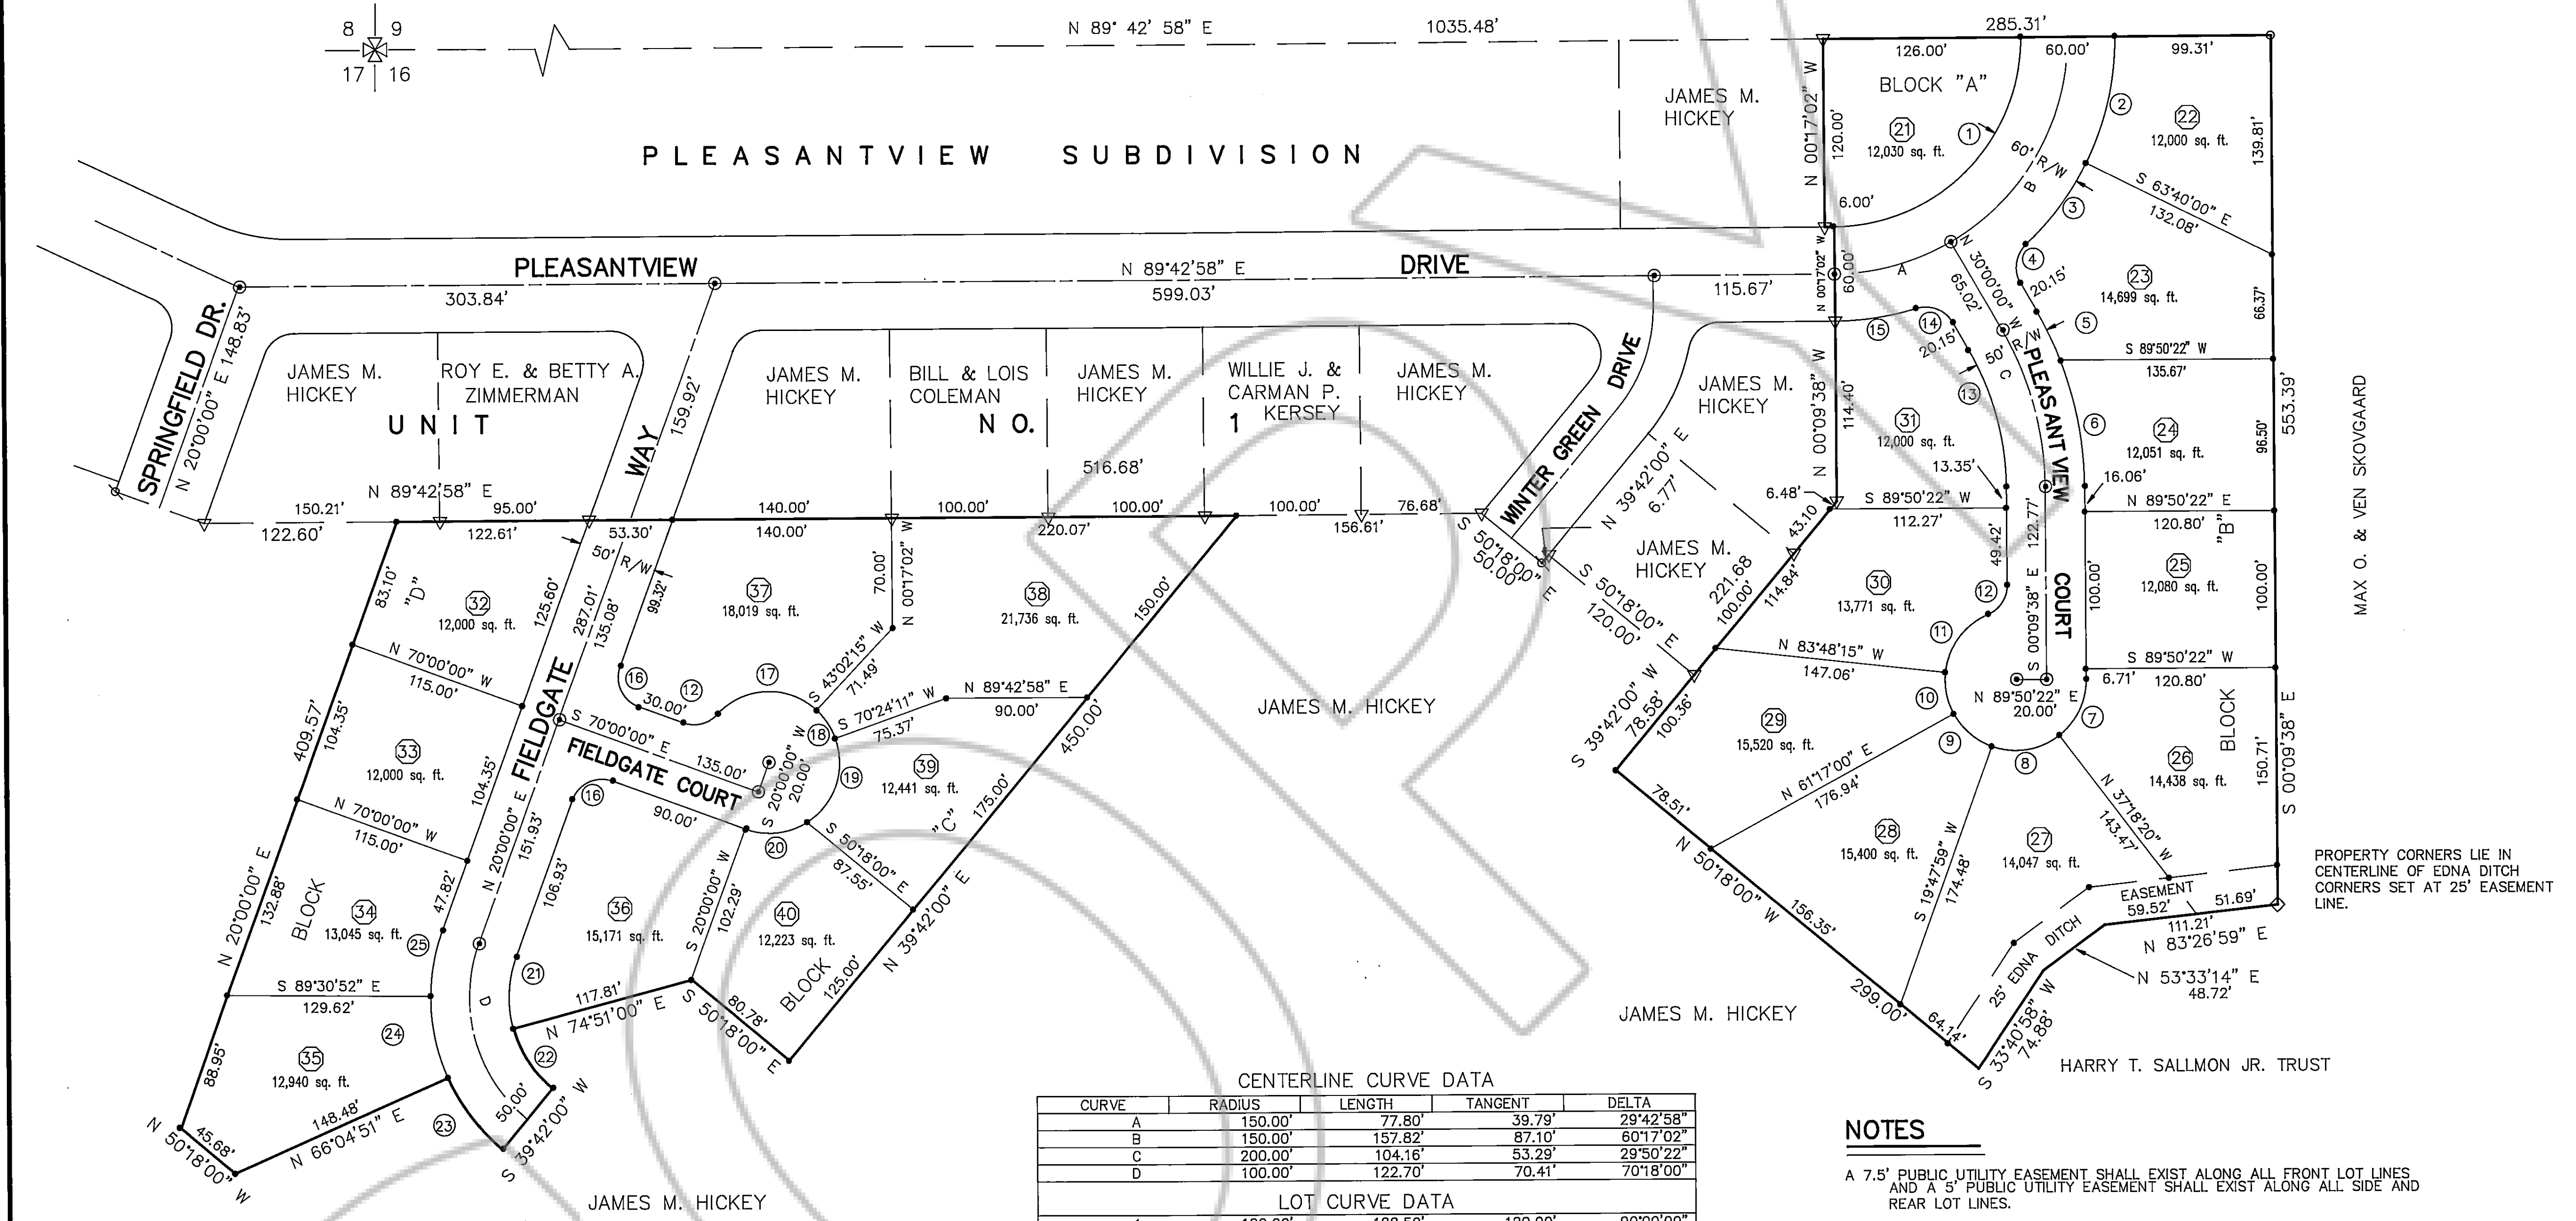 8 9
17 16
N 89° 42' 58" E
1035.48'
285.31'
126.00'
60.00'
99.31'
BLOCK "A"
JAMES M.
HICKEY
N 00°17'02" W
120.00'
21
12,030 sq. ft.
1
2
22
12,000 sq. ft.
139.81'
PLEASANTVIEW SUBDIVISION
60' R/W
B
3
S 63°40'00" E
132.08'
6.00'
PLEASANTVIEW
N 89°42'58" E
DRIVE
303.84'
599.03'
115.67'
N 00°17'02" W
60.00'
A
N 30°00'00" W
65.02'
4
20.15'
23
14,699 sq. ft.
66.37'
553.39'
5
15
14
20.15'
50' R/W
C
13
S 89°50'22" W
135.67'
SPRINGFIELD DR.
N 20°00'00" E 148.83'
JAMES M.
HICKEY
ROY E. & BETTY A.
ZIMMERMAN
WAY
159.92'
JAMES M.
HICKEY
BILL & LOIS
COLEMAN
JAMES M.
HICKEY
WILLIE J. &
CARMAN P.
KERSEY
JAMES M.
HICKEY
WINTER GREEN DRIVE
JAMES M.
HICKEY
N 00°09'38" W
114.40'
31
12,000 sq. ft.
PLEASANT VIEW
COURT
6
24
12,051 sq. ft.
96.50'
MAX O. & VEN SKOVGAARD
UNIT NO. 1
516.68'
N 39°42'00" E
6.77'
13.35'
16.06'
N 89°42'58" E
150.21'
122.60'
95.00'
122.61'
53.30'
140.00'
140.00'
100.00'
100.00'
220.07'
100.00'
156.61'
76.68'
S 50°18'00" E
50.00'
6.48'
43.10
S 89°50'22" W
112.27'
N 89°50'22" E
120.80'
"B"
50' R/W
83.10'
"D"
32
12,000 sq. ft.
125.60'
287.01'
135.08'
99.32'
37
18,019 sq. ft.
70.00'
N 00°17'02" W
38
21,736 sq. ft.
150.00'
JAMES M.
HICKEY
S 50°18'00" E
120.00'
221.68
100.00'
114.84'
30
13,771 sq. ft.
49.42'
122.77'
S 00°09'38" E
100.00'
25
12,080 sq. ft.
100.00'
12
11
N 70°00'00" W
115.00'
16
30.00'
12
17
S 43°02'15" W
71.49'
S 70°24'11" W
75.37'
N 89°42'58" E
90.00'
JAMES M. HICKEY
N 83°48'15" W
147.06'
N 89°50'22" E
20.00'
S 89°50'22" W
6.71'
120.80'
S 39°42'00" W
78.58'
100.36'
29
15,520 sq. ft.
10
9
8
7
409.57'
104.35'
33
12,000 sq. ft.
104.35'
FIELDGATE
S 70°00'00" E
135.00'
FIELDGATE COURT
S 20°00'00" W
20.00'
18
19
39
12,441 sq. ft.
450.00'
175.00'
"C"
BLOCK
26
14,438 sq. ft.
150.71'
S 00°09'38" E
N 70°00'00" W
115.00'
N 20°00'00" E
151.93'
16
90.00'
20
S 50°18'00" E
87.55'
78.51'
N 61°17'00" E
176.94'
N 37°18'20" W
143.47'
N 20°00'00" E
132.88'
BLOCK
34
13,045 sq. ft.
47.82'
25
106.93'
36
15,171 sq. ft.
S 20°00'00" W
102.29'
40
12,223 sq. ft.
N 39°42'00" E
125.00'
BLOCK
N 50°18'00" W
156.35'
299.00'
28
15,400 sq. ft.
S 19°47'59" W
174.48'
27
14,047 sq. ft.
25' EDNA DITCH EASEMENT
59.52'
51.69'
111.21'
N 83°26'59" E
PROPERTY CORNERS LIE IN
CENTERLINE OF EDNA DITCH
CORNERS SET AT 25' EASEMENT
LINE.
N 53°33'14" E
48.72'
S 89°30'52" E
129.62'
24
D
21
22
117.81'
N 74°51'00" E
80.78'
S 50°18'00" E
JAMES M. HICKEY
64.14'
S 33°40'58" W
74.88'
HARRY T. SALLMON JR. TRUST
88.95'
35
12,940 sq. ft.
148.48'
N 66°04'51" E
45.68'
N 50°18'00" W
23
50.00'
S 39°42'00" W
JAMES M. HICKEY
CENTERLINE CURVE DATA
CURVE RADIUS LENGTH TANGENT DELTA
A 150.00' 77.80' 39.79' 29°42'58"
B 150.00' 157.82' 87.10' 60°17'02"
C 200.00' 104.16' 53.29' 29°50'22"
D 100.00' 122.70' 70.41' 70°18'00"
LOT CURVE DATA
NOTES
A 7.5' PUBLIC UTILITY EASEMENT SHALL EXIST ALONG ALL FRONT LOT LINES
AND A 5' PUBLIC UTILITY EASEMENT SHALL EXIST ALONG ALL SIDE AND
REAR LOT LINES.